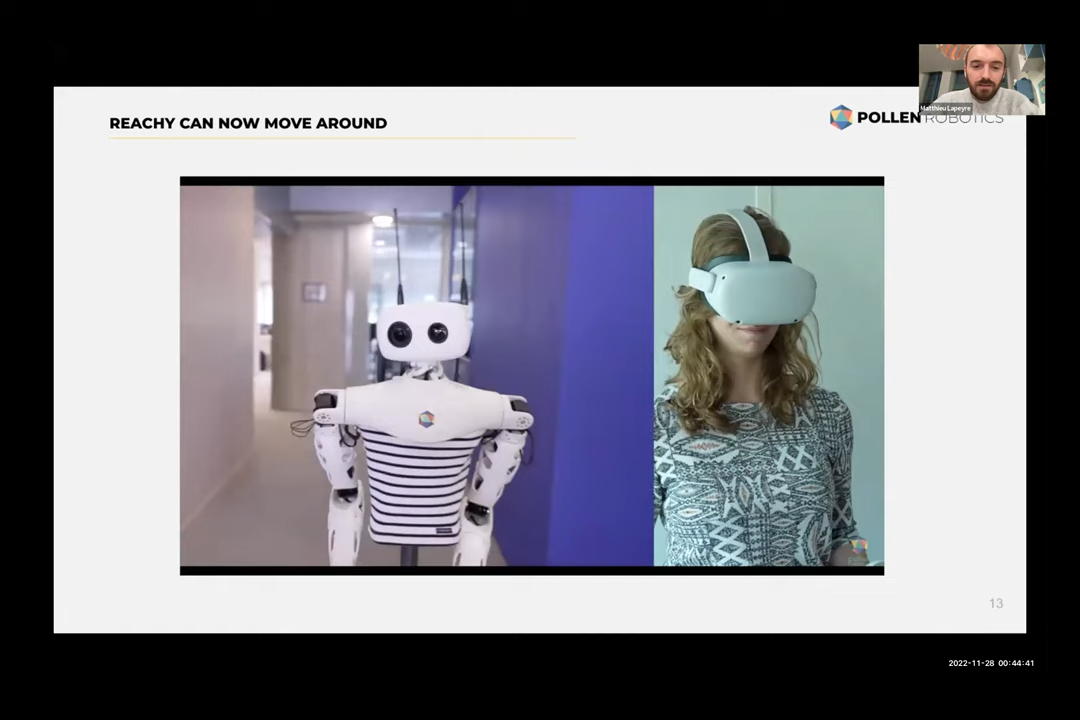 Matthieu Lapeyre
REACHY CAN NOW MOVE AROUND
POLLEN ROBOTICS
13
2022-11-28 00:44:41